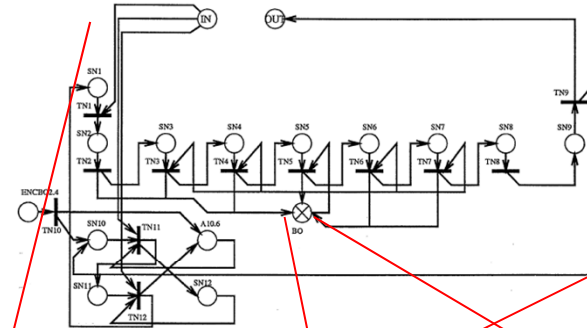 IN
OUT
SN1
TN1
SN2
TN2
SN3
TN3
SN4
TN4
SN5
TN5
SN6
TN6
SN7
TN7
SN8
TN8
SN9
TN9
BO
ENCBO2.4
TN10
SN10
TN11
A10.6
SN11
TN12
SN12